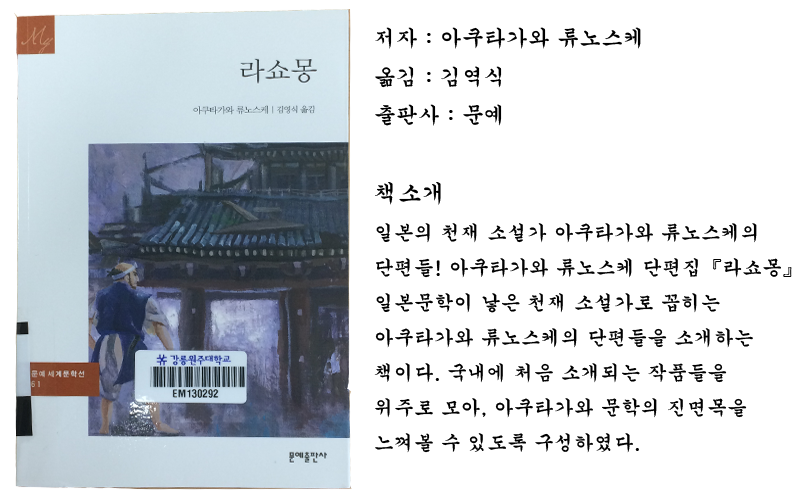 Mg
라쇼몽
아쿠타가와 류노스케 | 김영식 옮김
문예 세계문학선
61
강릉원주대학교
EM130292
문예출판사
저자 : 아쿠타가와 류노스케
옮김 : 김역식
출판사 : 문예
책 소개
일본의 천재 소설가 아쿠타가와 류노스케의
단편들! 아쿠타가와 류노스케 단편집 『라쇼몽』
일본문학이 낳은 천재 소설가로 꼽히는
아쿠타가와 류노스케의 단편들을 소개하는
책이다. 국내에 처음 소개되는 작품들을
위주로 모아, 아쿠타가와 문학의 진면목을
느껴볼 수 있도록 구성하였다.